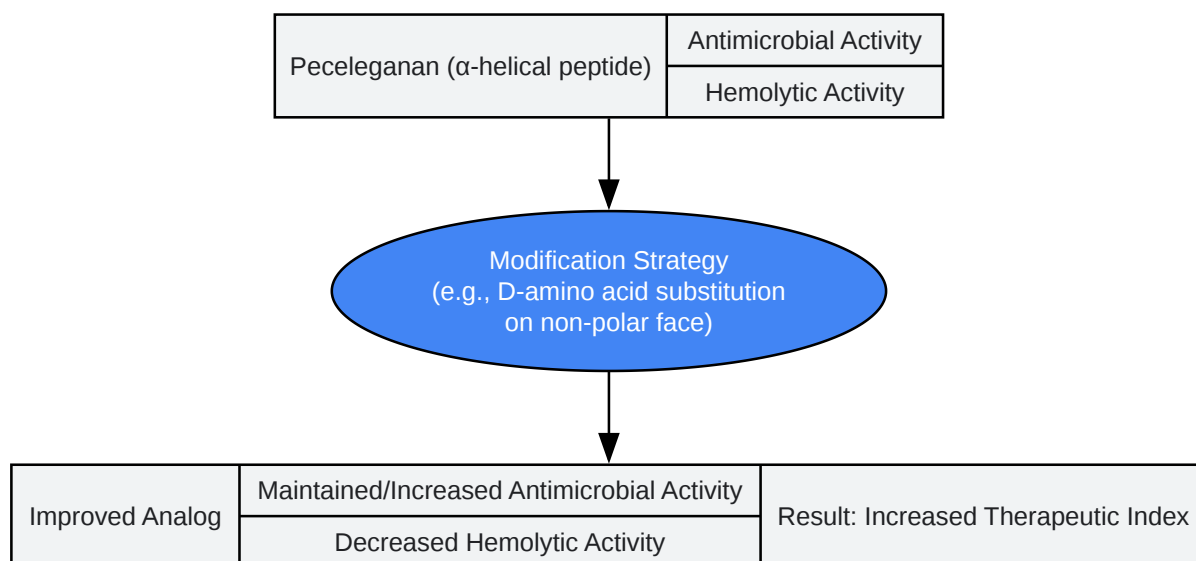 Peceleganan (α-helical peptide)
Antimicrobial Activity
Hemolytic Activity
Modification Strategy
(e.g., D-amino acid substitution
on non-polar face)
Improved Analog
Maintained/Increased Antimicrobial Activity
Decreased Hemolytic Activity
Result: Increased Therapeutic Index